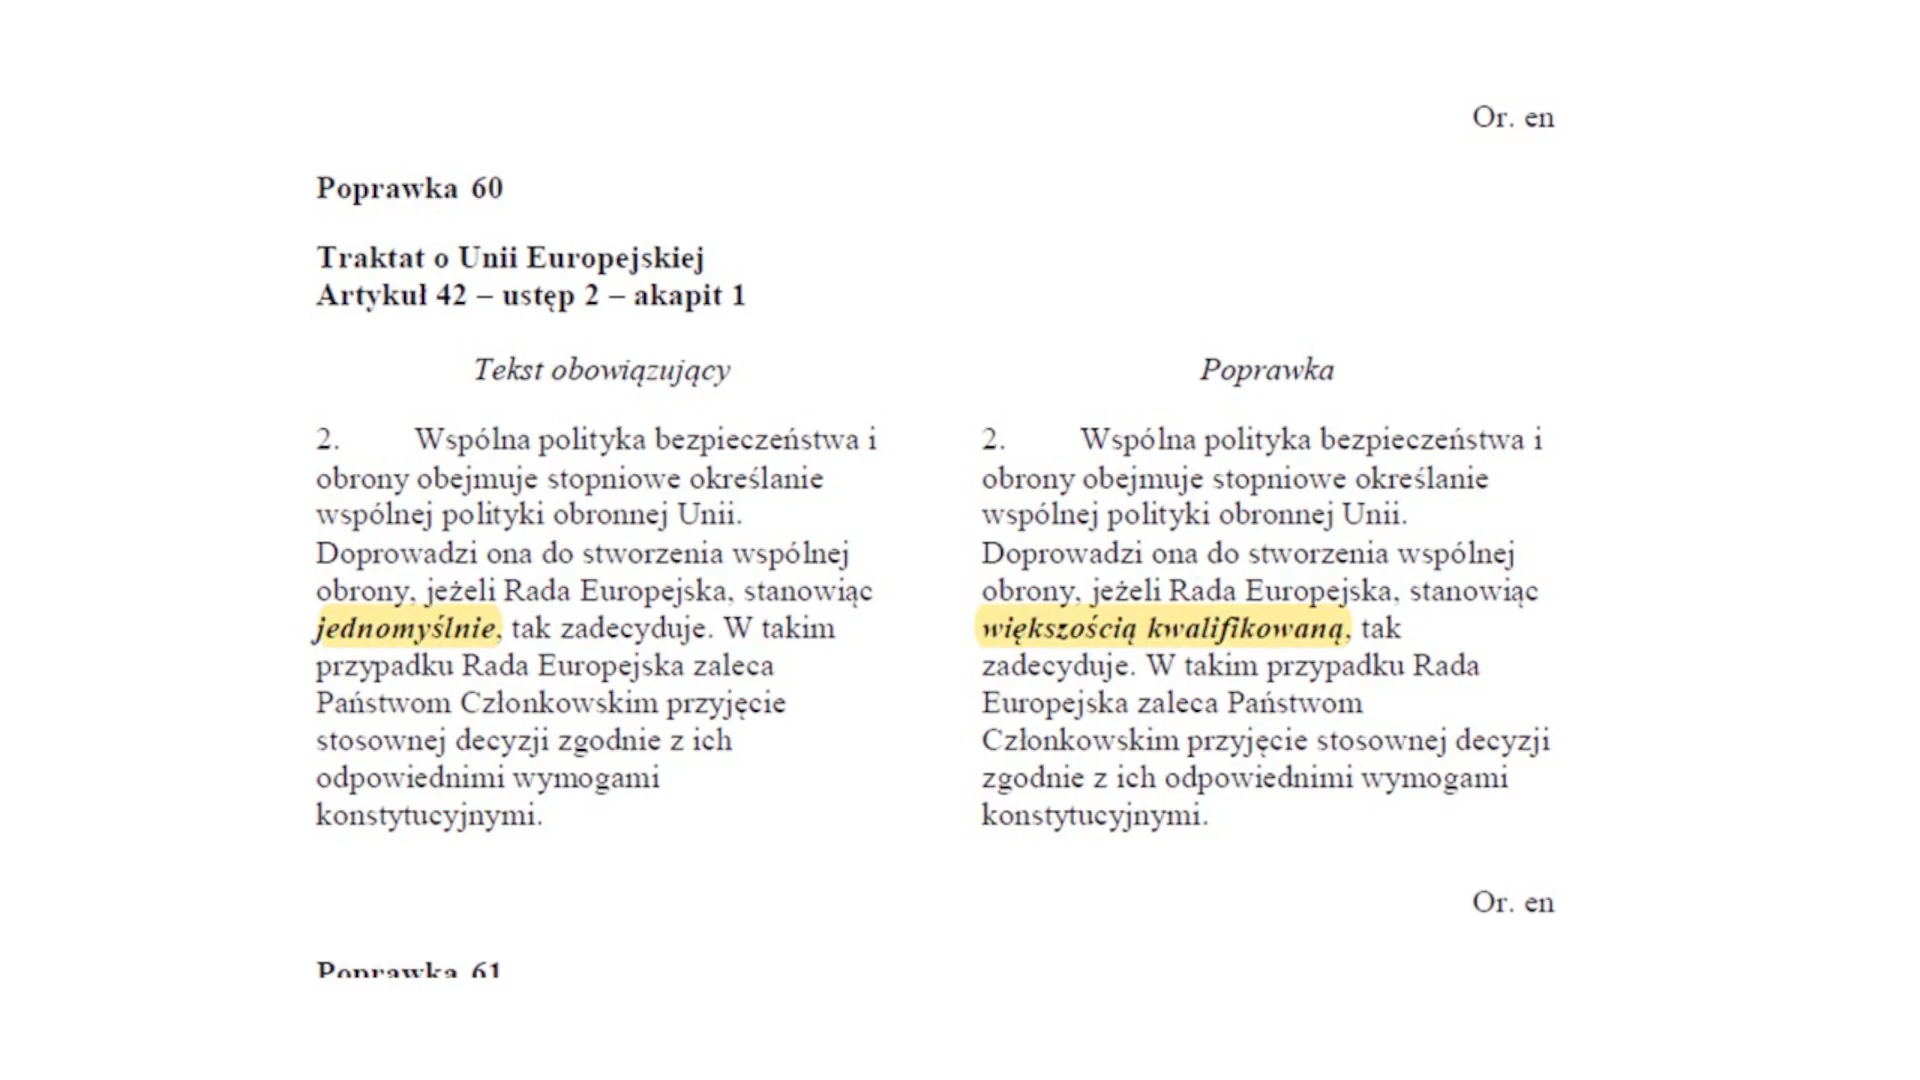 Or. en
Poprawka 60
Traktat o Unii Europejskiej
Artykuł 42 – ustęp 2 – akapit 1
Tekst obowiązujący
2. Wspólna polityka bezpieczeństwa i
obrony obejmuje stopniowe określanie
wspólnej polityki obronnej Unii.
Doprowadzi ona do stworzenia wspólnej
obrony, jeżeli Rada Europejska, stanowiąc
jednomyślnie, tak zadecyduje. W takim
przypadku Rada Europejska zaleca
Państwom Członkowskim przyjęcie
stosownej decyzji zgodnie z ich
odpowiednimi wymogami
konstytucyjnymi.
Poprawka
2. Wspólna polityka bezpieczeństwa i
obrony obejmuje stopniowe określanie
wspólnej polityki obronnej Unii.
Doprowadzi ona do stworzenia wspólnej
obrony, jeżeli Rada Europejska, stanowiąc
większością kwalifikowaną, tak
zadecyduje. W takim przypadku Rada
Europejska zaleca Państwom
Członkowskim przyjęcie stosownej decyzji
zgodnie z ich odpowiednimi wymogami
konstytucyjnymi.
Or. en
Poprawka 61